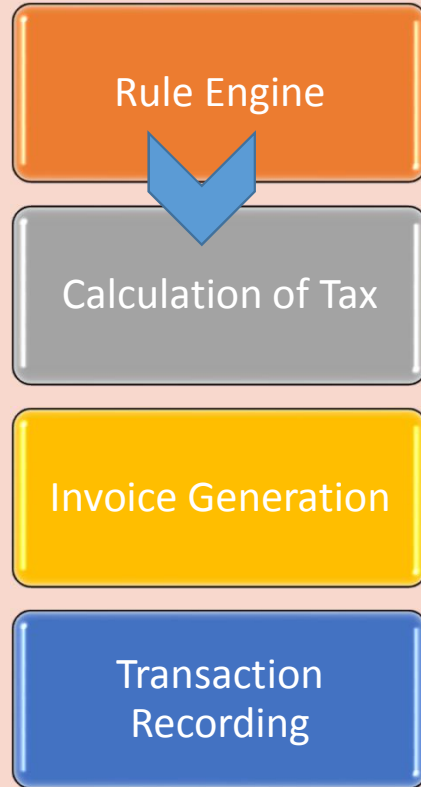 Rule Engine
Calculation of Tax
Invoice Generation
Transaction
Recording